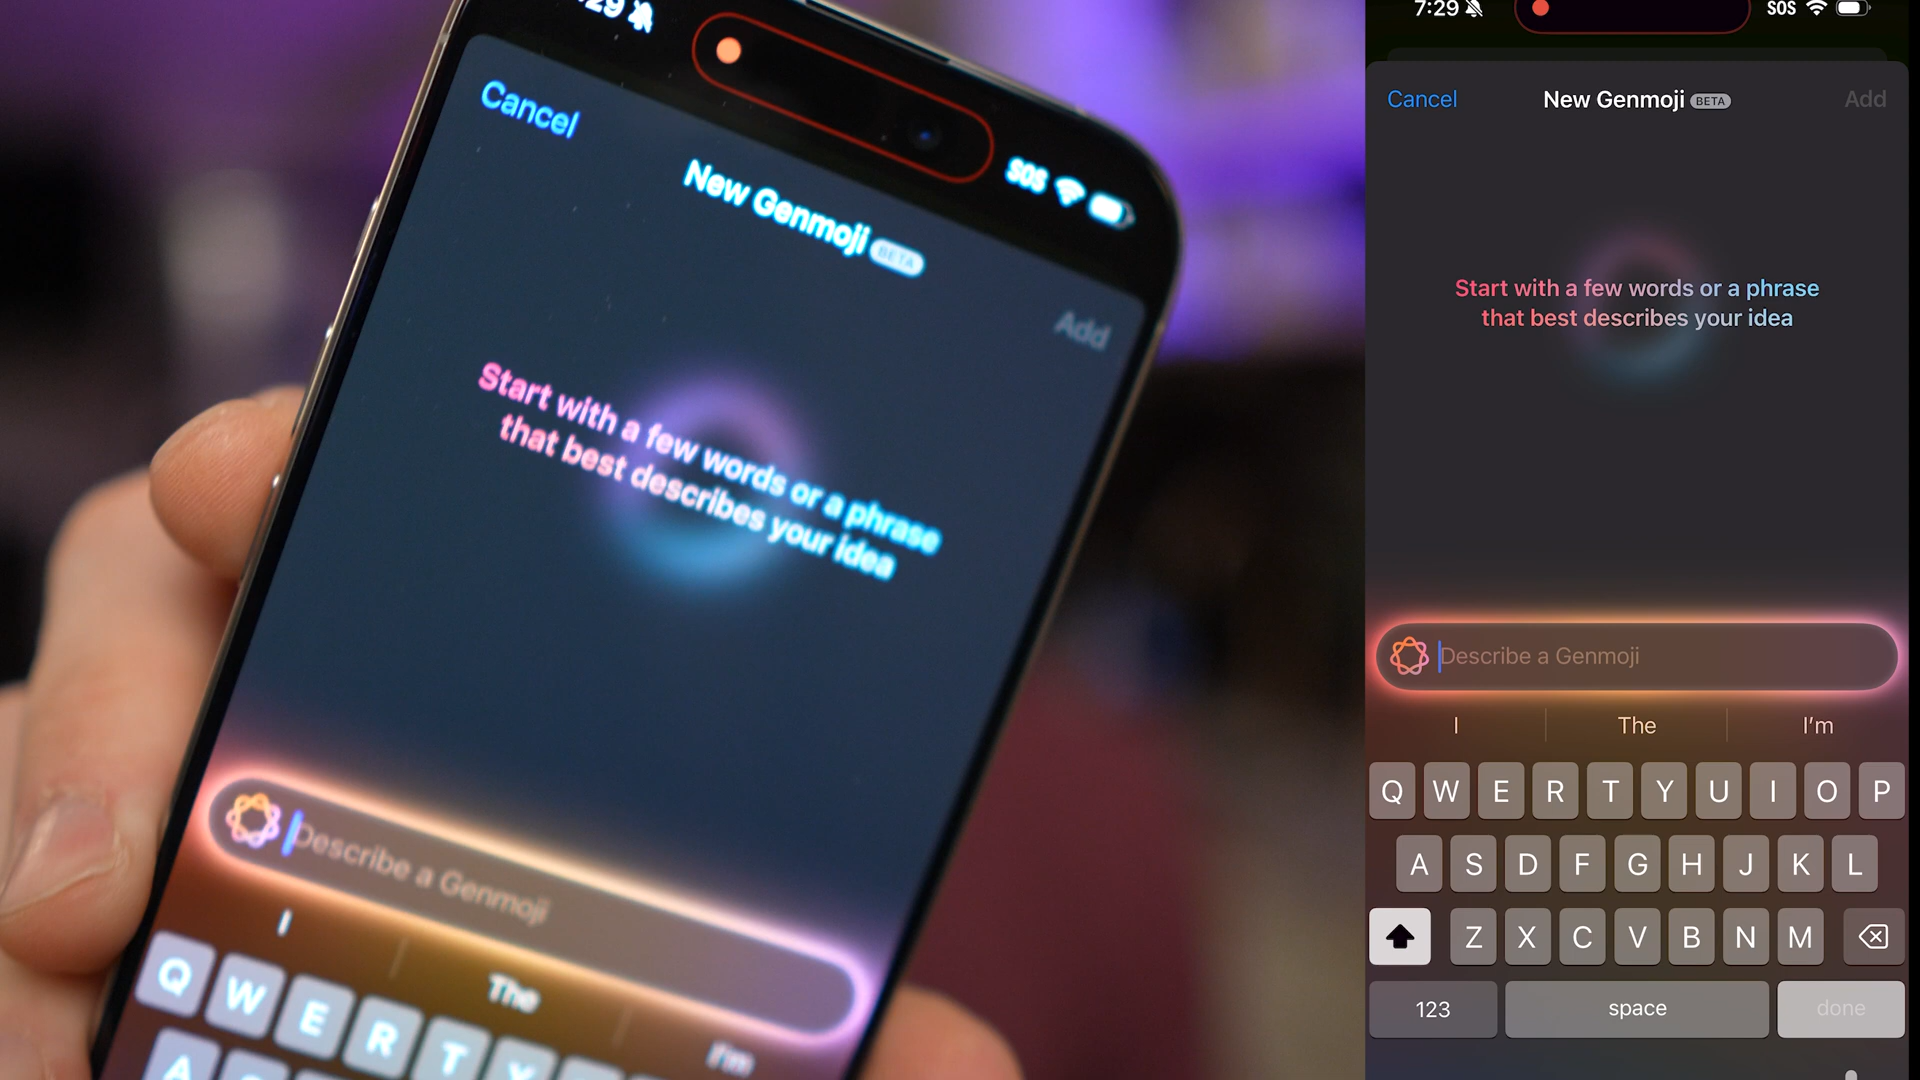 :29
SOS
Cancel
New Genmoji BETA
Add
Start with a few words or a phrase
that best describes your idea
Describe a Genmoji
I The I'm
Q W E R T Y
A
7:29 SOS
Cancel New Genmoji BETA Add
Start with a few words or a phrase
that best describes your idea
Describe a Genmoji
I The I'm
Q W E R T Y U I O P
A S D F G H J K L
Z X C V B N M
123 space done